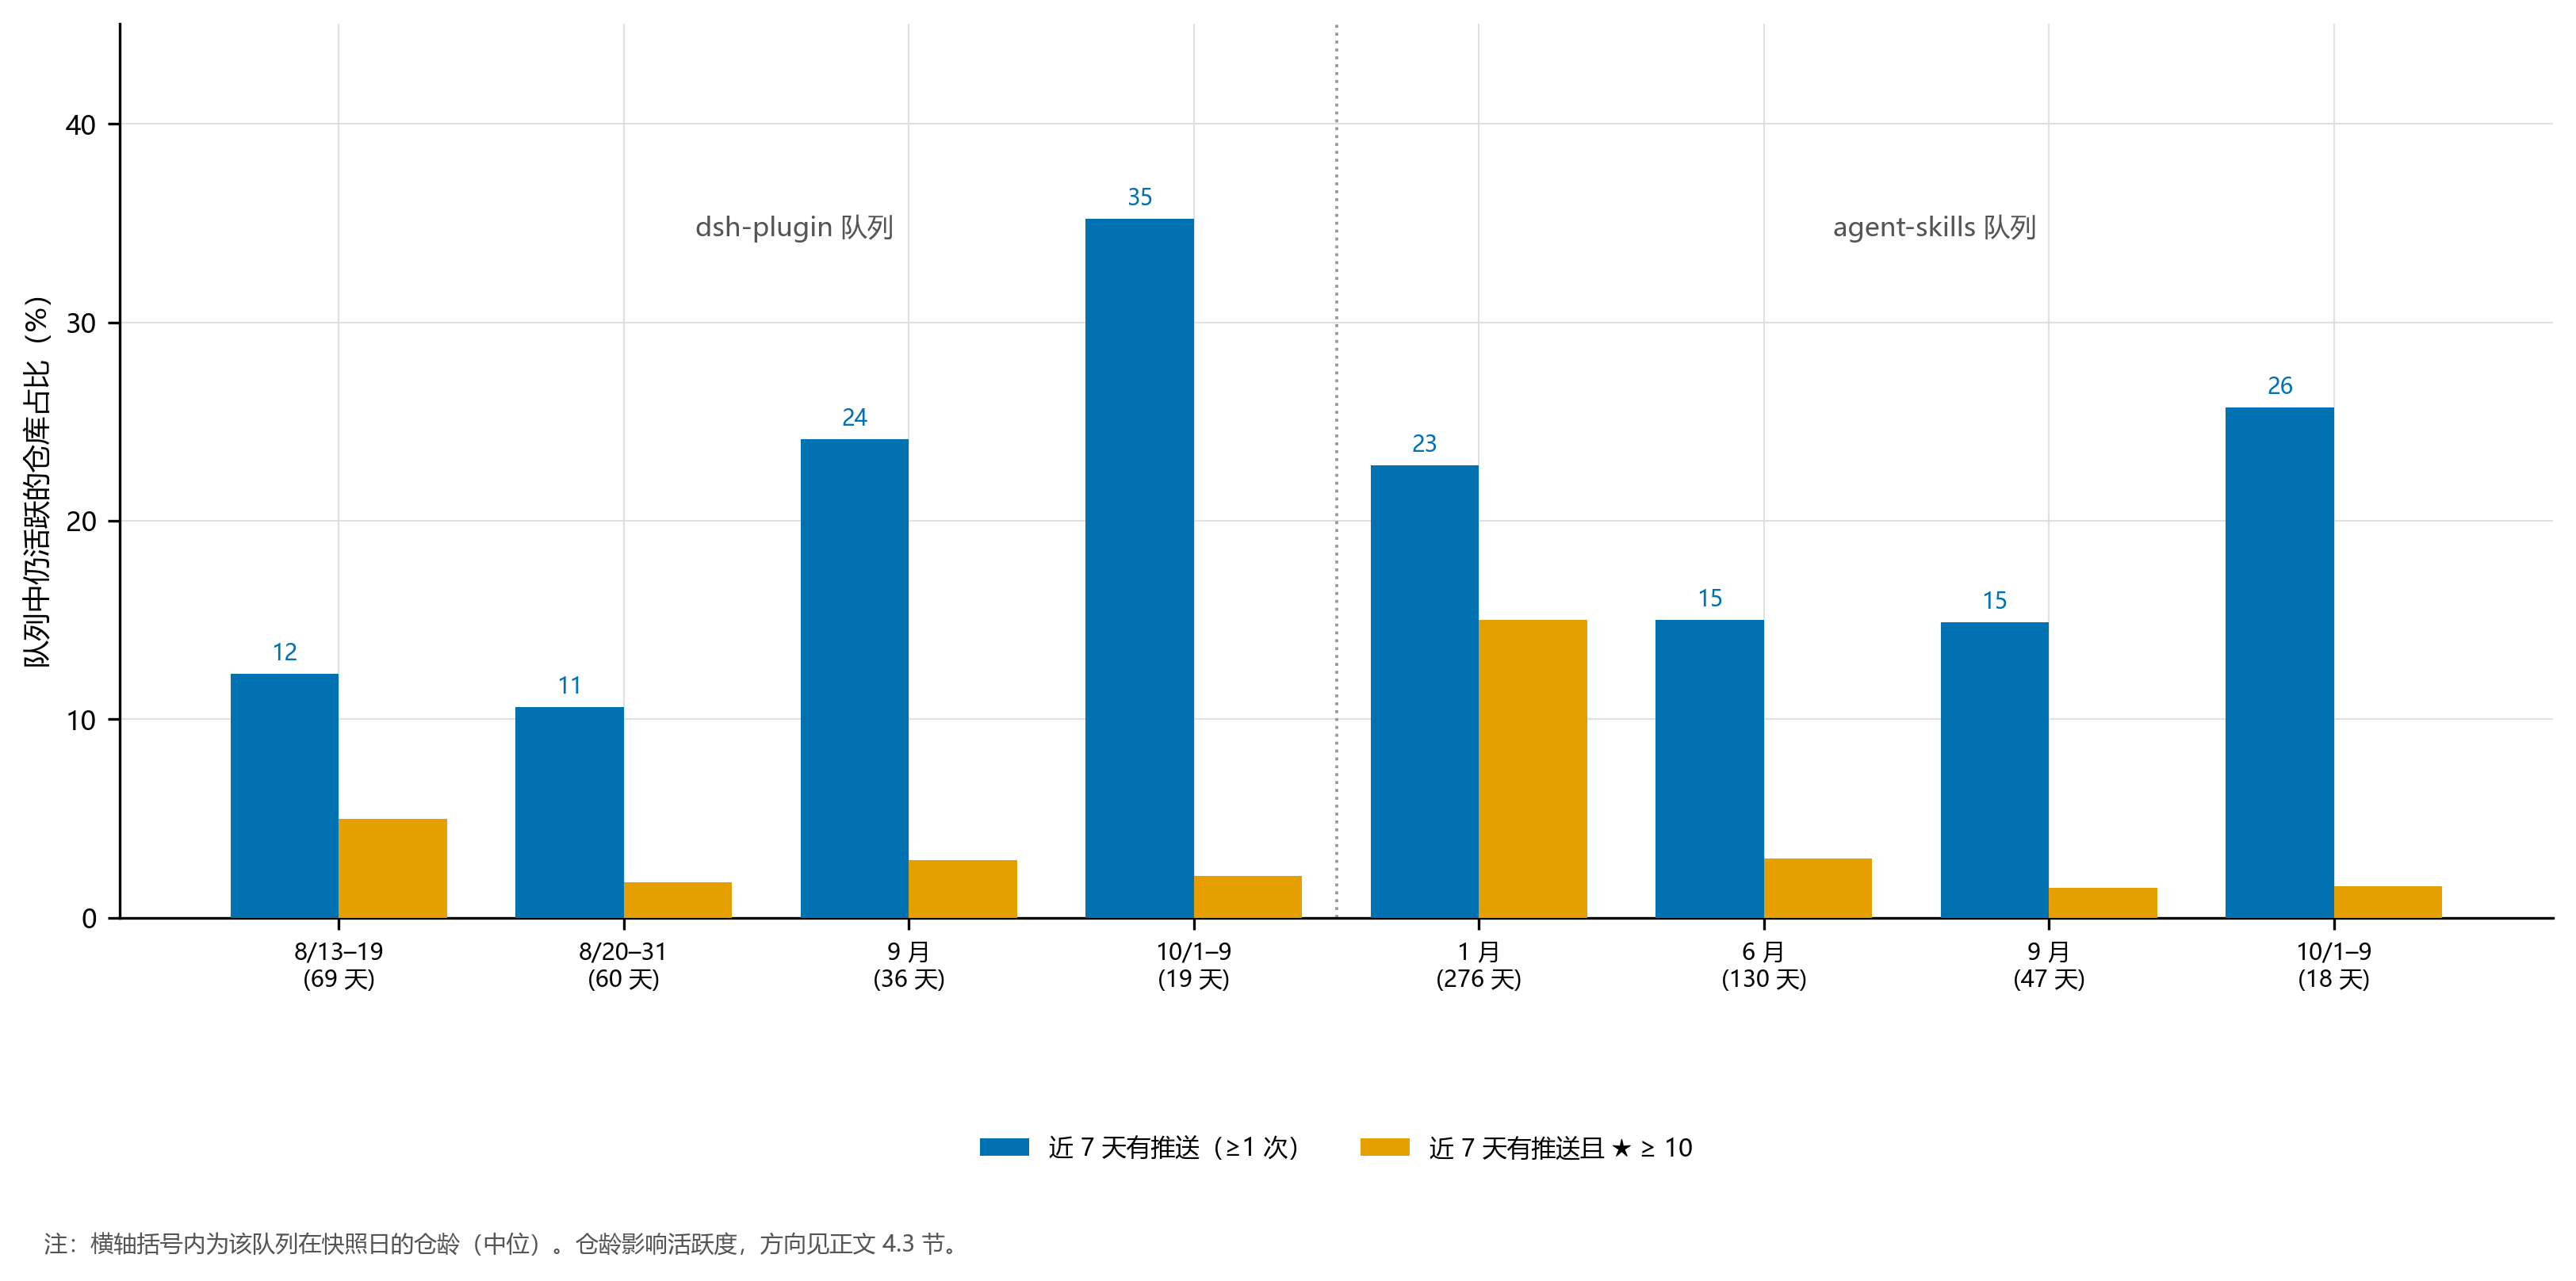 队列中仍活跃的仓库占比（%）
40
30
20
10
0
dsh-plugin 队列
agent-skills 队列
12
11
24
35
23
15
15
26
8/13–19
(69 天)
8/20–31
(60 天)
9 月
(36 天)
10/1–9
(19 天)
1 月
(276 天)
6 月
(130 天)
9 月
(47 天)
10/1–9
(18 天)
近 7 天有推送（≥1 次）
近 7 天有推送且 ★ ≥ 10
注：横轴括号内为该队列在快照日的仓龄（中位）。仓龄影响活跃度，方向见正文 4.3 节。